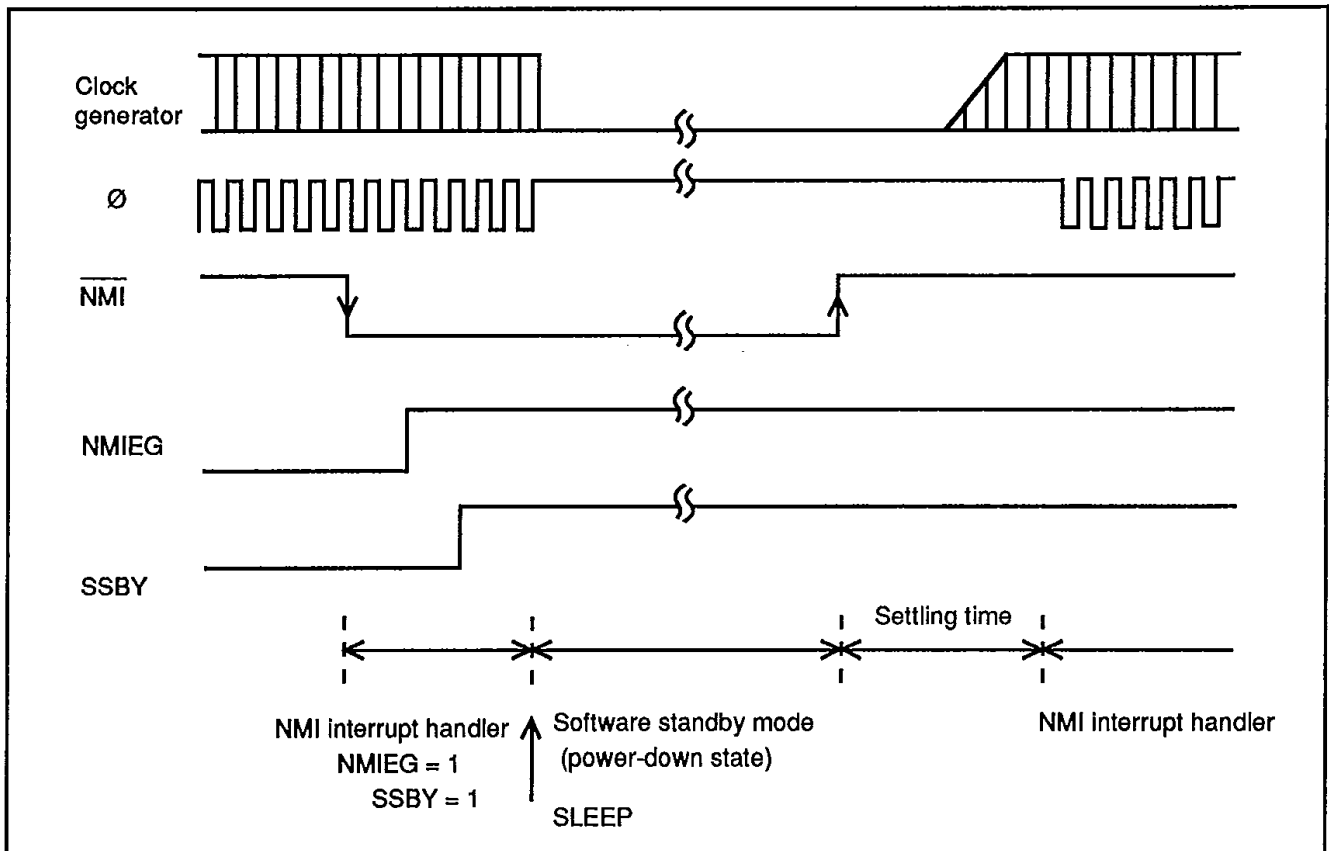 Clock
generator
Ø
N̅M̅I̅
NMIEG
SSBY
Settling time
NMI interrupt handler
NMIEG = 1
SSBY = 1
Software standby mode
(power-down state)
SLEEP
NMI interrupt handler